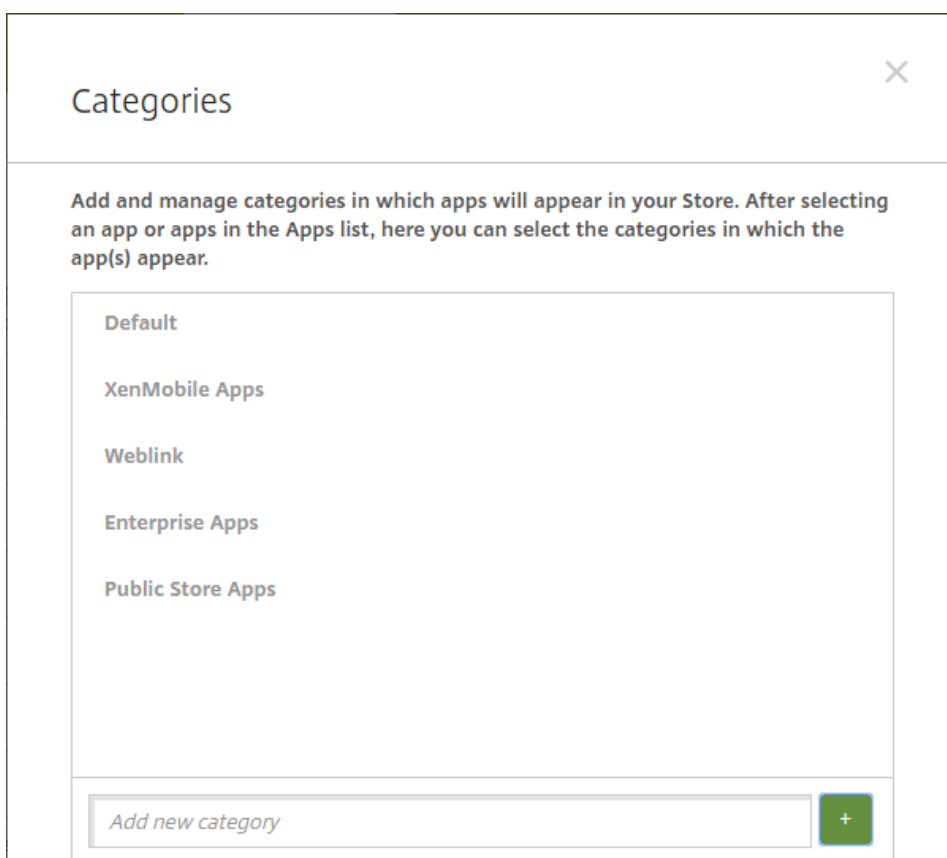 Categories
Add and manage categories in which apps will appear in your Store. After selecting
an app or apps in the Apps list, here you can select the categories in which the
app(s) appear.
Default
XenMobile Apps
Weblink
Enterprise Apps
Public Store Apps
Add new category
+